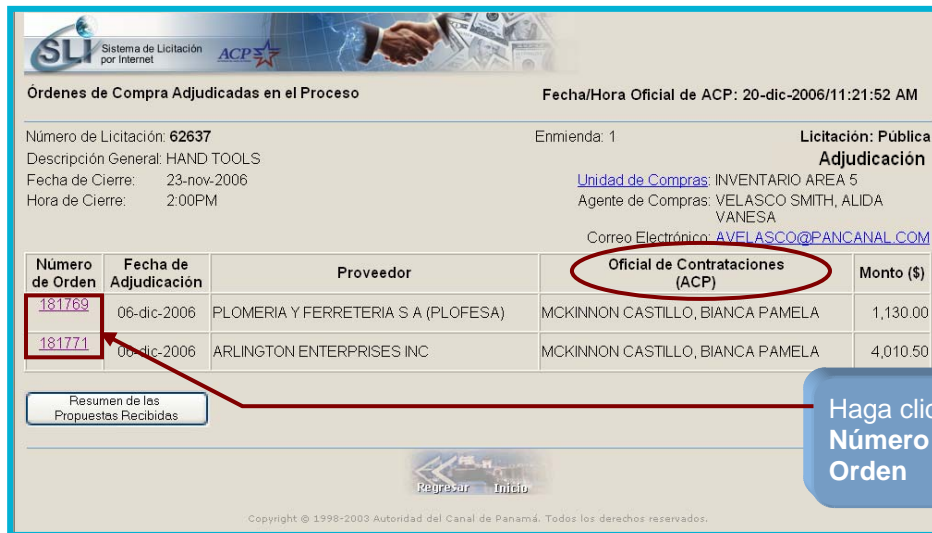 SLI Sistema de Licitación
por Internet
ACP
Órdenes de Compra Adjudicadas en el Proceso
Fecha/Hora Oficial de ACP: 20-dic-2006/11:21:52 AM
Número de Licitación: 62637
Enmienda: 1
Licitación: Pública
Descripción General: HAND TOOLS
Adjudicación
Fecha de Cierre: 23-nov-2006
Unidad de Compras: INVENTARIO AREA 5
Hora de Cierre: 2:00PM
Agente de Compras: VELASCO SMITH, ALIDA
VANESA
Correo Electrónico: AVELASCO@PANCANAL.COM
Número de Orden Fecha de Adjudicación Proveedor Oficial de Contrataciones (ACP) Monto ($)
181769 06-dic-2006 PLOMERIA Y FERRETERIA S A (PLOFESA) MCKINNON CASTILLO, BIANCA PAMELA 1,130.00
181771 06-dic-2006 ARLINGTON ENTERPRISES INC MCKINNON CASTILLO, BIANCA PAMELA 4,010.50
Resumen de las
Propuestas Recibidas
Haga clic
Número
Orden
Regresar Inicio
Copyright © 1998-2003 Autoridad del Canal de Panamá. Todos los derechos reservados.